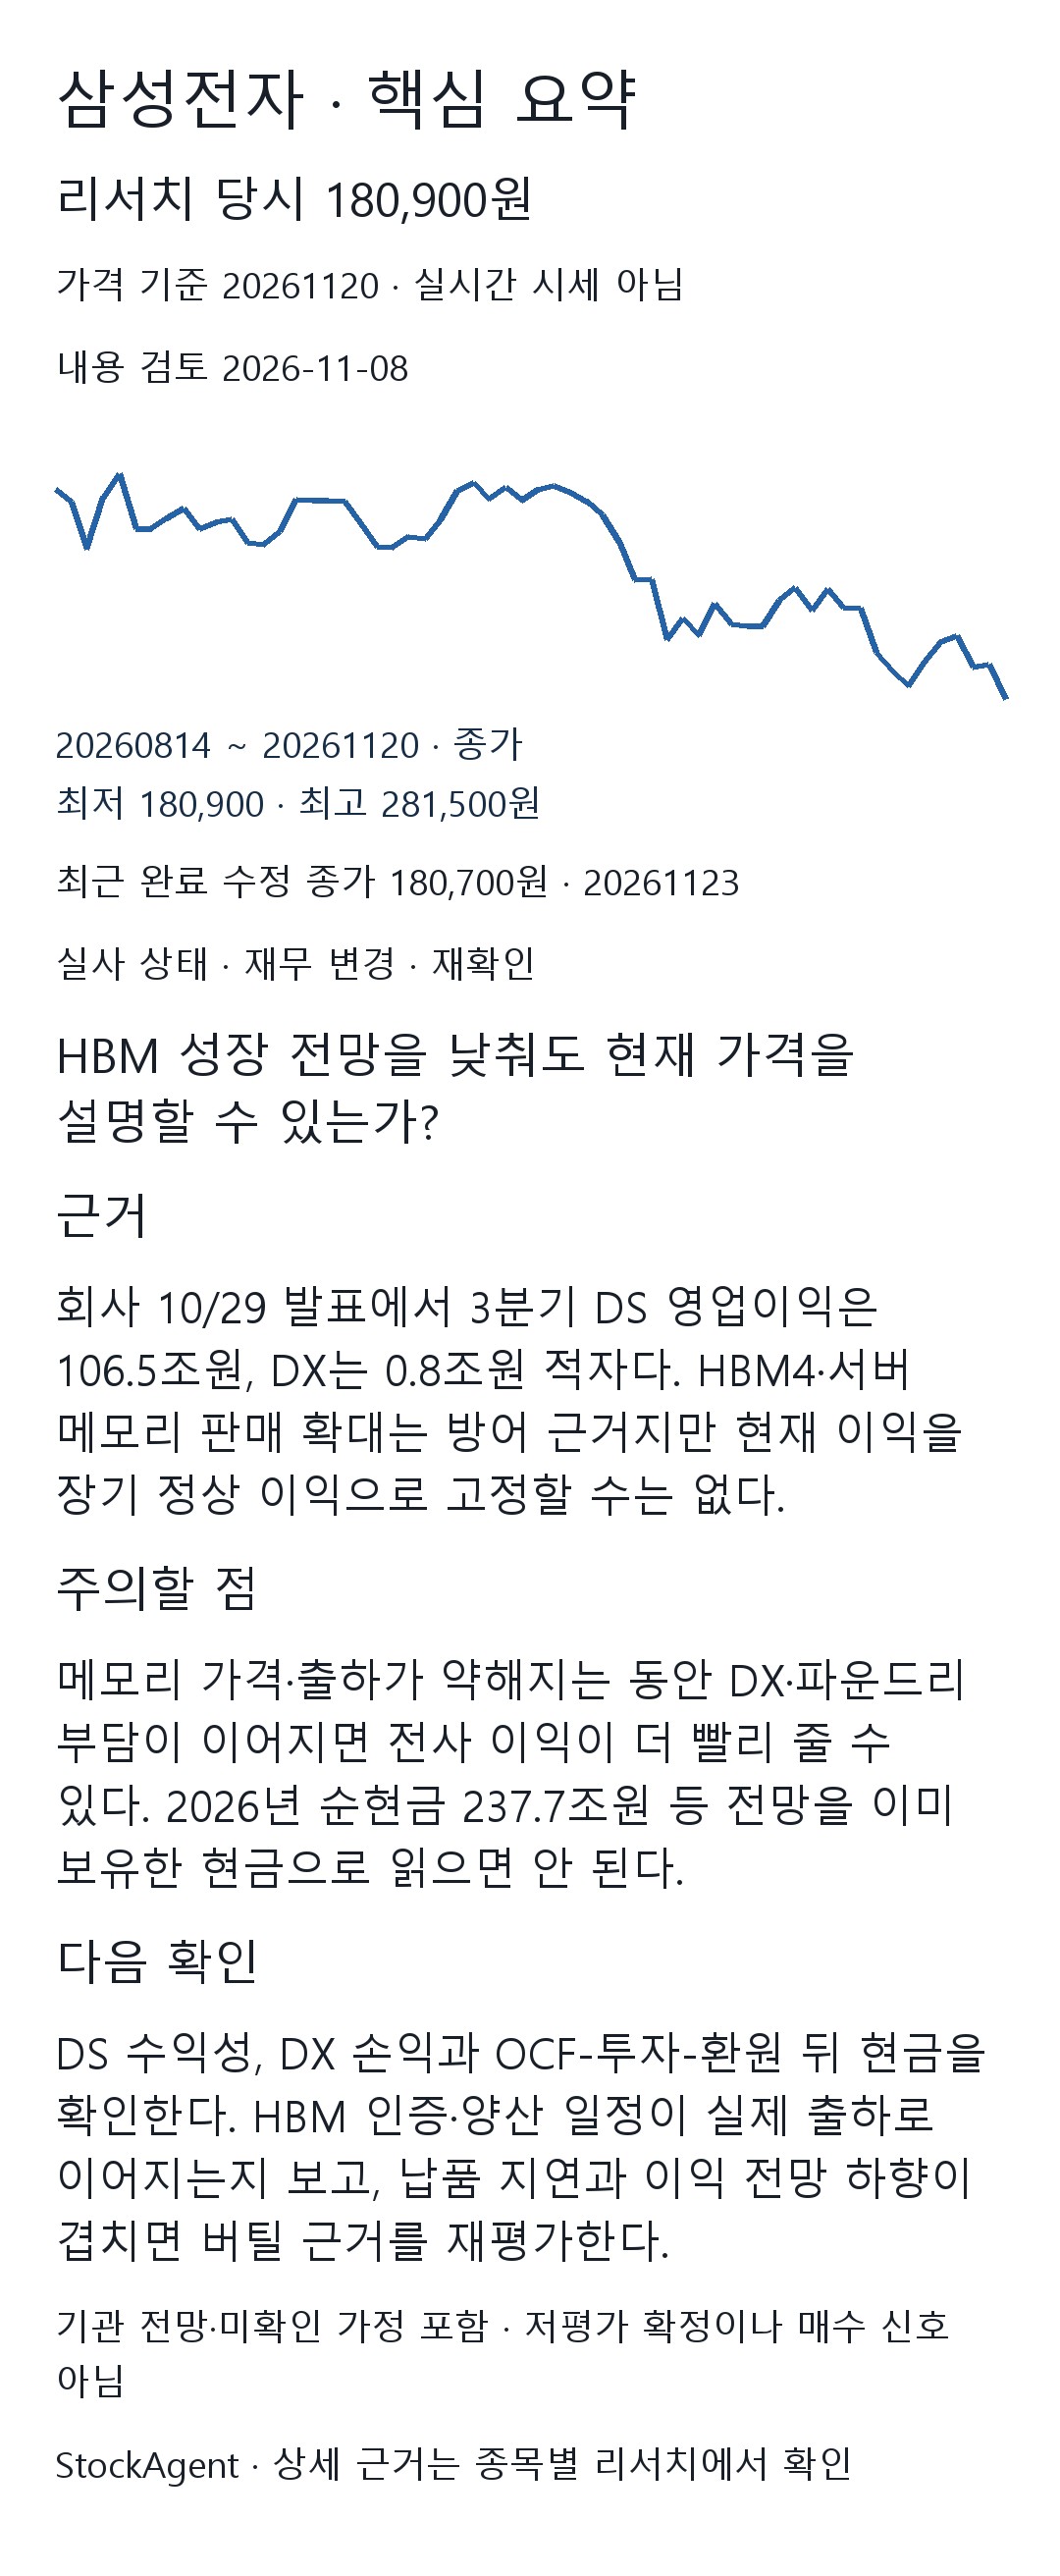 삼성전자 · 핵심 요약
리서치 당시 180,900원
가격 기준 20261120 · 실시간 시세 아님
내용 검토 2026-11-08
20260814 ~ 20261120 · 종가
최저 180,900 · 최고 281,500원
최근 완료 수정 종가 180,700원 · 20261123
실사 상태 · 재무 변경 · 재확인
HBM 성장 전망을 낮춰도 현재 가격을
설명할 수 있는가?
근거
회사 10/29 발표에서 3분기 DS 영업이익은
106.5조원, DX는 0.8조원 적자다. HBM4·서버
메모리 판매 확대는 방어 근거지만 현재 이익을
장기 정상 이익으로 고정할 수는 없다.
주의할 점
메모리 가격·출하가 약해지는 동안 DX·파운드리
부담이 이어지면 전사 이익이 더 빨리 줄 수
있다. 2026년 순현금 237.7조원 등 전망을 이미
보유한 현금으로 읽으면 안 된다.
다음 확인
DS 수익성, DX 손익과 OCF-투자-환원 뒤 현금을
확인한다. HBM 인증·양산 일정이 실제 출하로
이어지는지 보고, 납품 지연과 이익 전망 하향이
겹치면 버틸 근거를 재평가한다.
기관 전망·미확인 가정 포함 · 저평가 확정이나 매수 신호
아님
StockAgent · 상세 근거는 종목별 리서치에서 확인